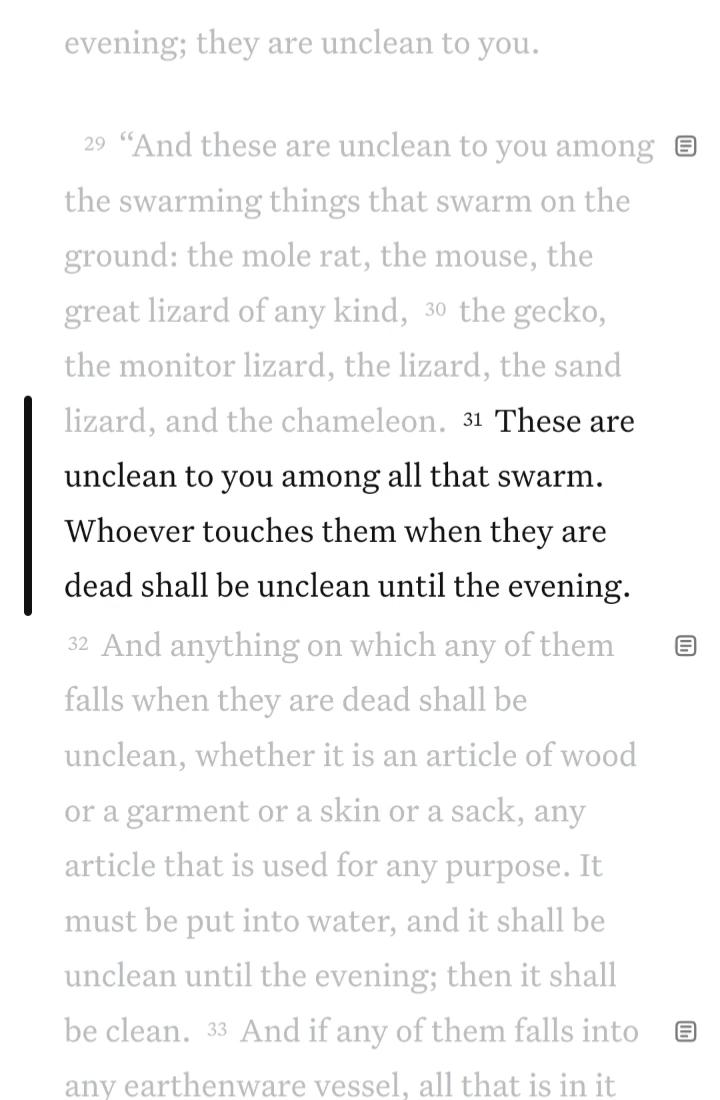 evening; they are unclean to you.
29 “And these are unclean to you among
the swarming things that swarm on the
ground: the mole rat, the mouse, the
great lizard of any kind, 30 the gecko,
the monitor lizard, the lizard, the sand
lizard, and the chameleon. 31 These are
unclean to you among all that swarm.
Whoever touches them when they are
dead shall be unclean until the evening.
32 And anything on which any of them
falls when they are dead shall be
unclean, whether it is an article of wood
or a garment or a skin or a sack, any
article that is used for any purpose. It
must be put into water, and it shall be
unclean until the evening; then it shall
be clean. 33 And if any of them falls into
any earthenware vessel, all that is in it